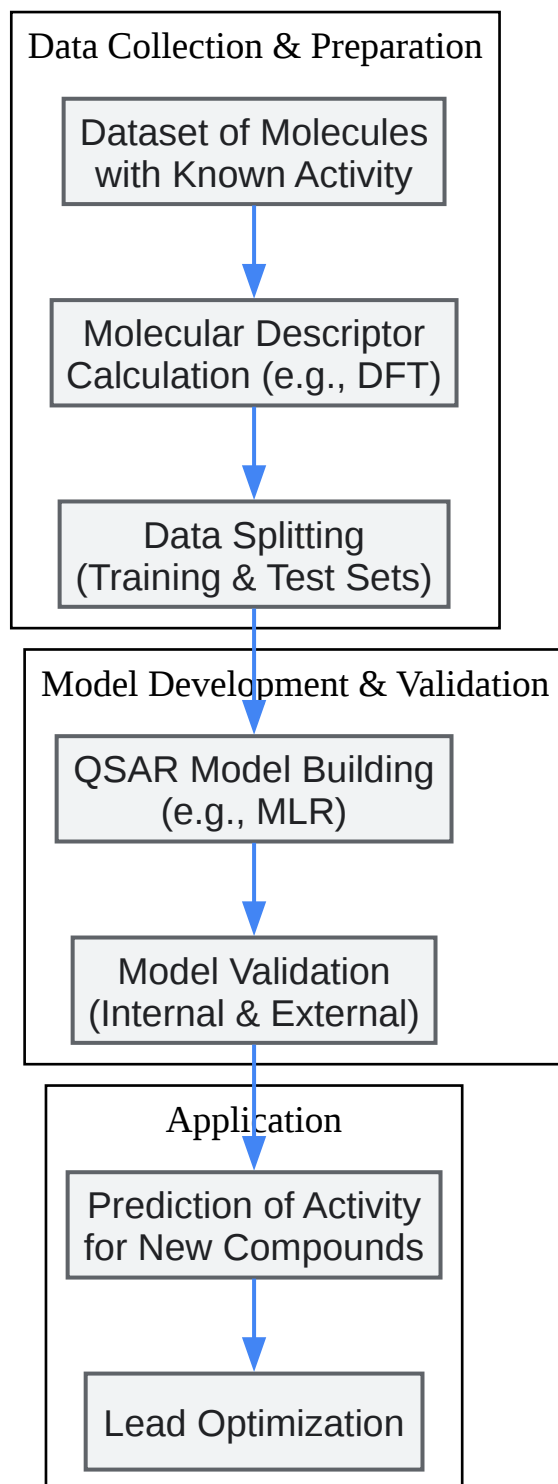 Data Collection & Preparation
Dataset of Molecules
with Known Activity
Molecular Descriptor
Calculation (e.g., DFT)
Data Splitting
(Training & Test Sets)
Model Development & Validation
QSAR Model Building
(e.g., MLR)
Model Validation
(Internal & External)
Application
Prediction of Activity
for New Compounds
Lead Optimization